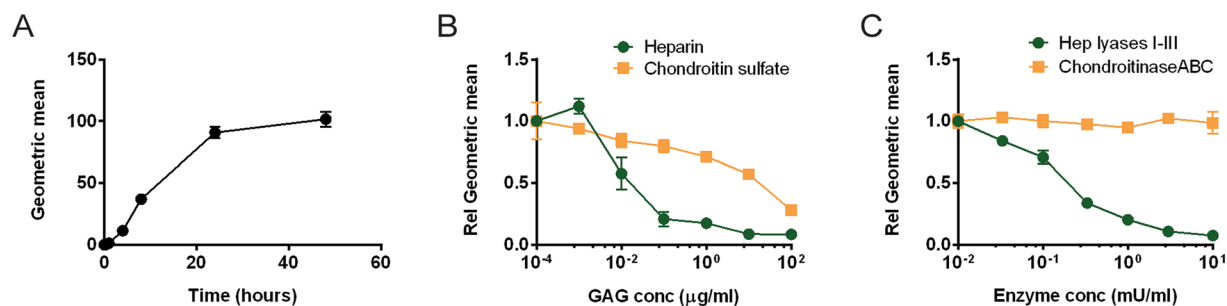 A
Geometric mean
150
100
50
0
0 20 40 60
Time (hours)
B
Heparin
Chondroitin sulfate
Rel Geometric mean
1.5
1.0
0.5
0.0
10-4 10-2 100 102
GAG conc (μg/ml)
C
Hep lyases I-III
ChondroitinaseABC
Rel Geometric mean
1.5
1.0
0.5
0.0
10-2 10-1 100 101
Enzyme conc (mU/ml)